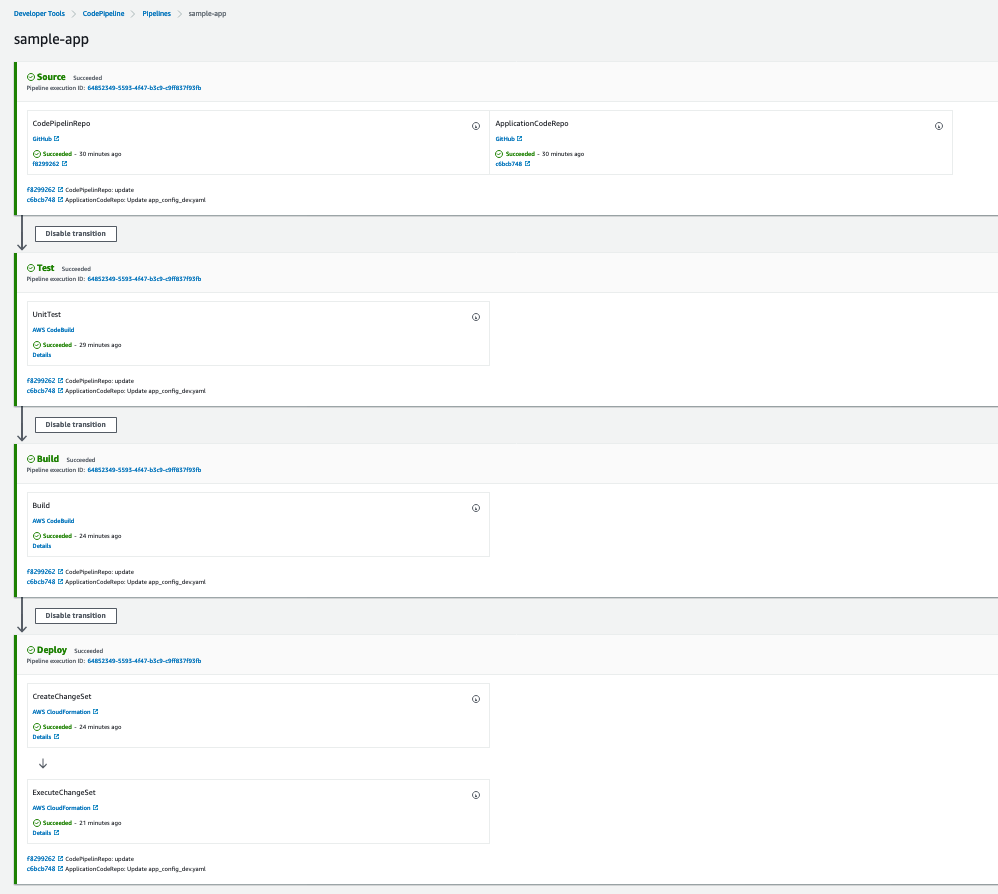 Developer Tools > CodePipeline > Pipelines > sample-app
sample-app
Source Succeeded
Pipeline execution ID: 64852349-5593-4f47-b3c9-c9ff837f93fb
CodePipelinRepo
GitHub
Succeeded - 30 minutes ago
f8299262
ApplicationCodeRepo
GitHub
Succeeded - 30 minutes ago
c6bcb748
f8299262 CodePipelinRepo: update
c6bcb748 ApplicationCodeRepo: Update app_config_dev.yaml
Disable transition
Test Succeeded
Pipeline execution ID: 64852349-5593-4f47-b3c9-c9ff837f93fb
UnitTest
AWS CodeBuild
Succeeded - 29 minutes ago
Details
f8299262 CodePipelinRepo: update
c6bcb748 ApplicationCodeRepo: Update app_config_dev.yaml
Disable transition
Build Succeeded
Pipeline execution ID: 64852349-5593-4f47-b3c9-c9ff837f93fb
Build
AWS CodeBuild
Succeeded - 24 minutes ago
Details
f8299262 CodePipelinRepo: update
c6bcb748 ApplicationCodeRepo: Update app_config_dev.yaml
Disable transition
Deploy Succeeded
Pipeline execution ID: 64852349-5593-4f47-b3c9-c9ff837f93fb
CreateChangeSet
AWS CloudFormation
Succeeded - 24 minutes ago
Details
ExecuteChangeSet
AWS CloudFormation
Succeeded - 21 minutes ago
Details
f8299262 CodePipelinRepo: update
c6bcb748 ApplicationCodeRepo: Update app_config_dev.yaml